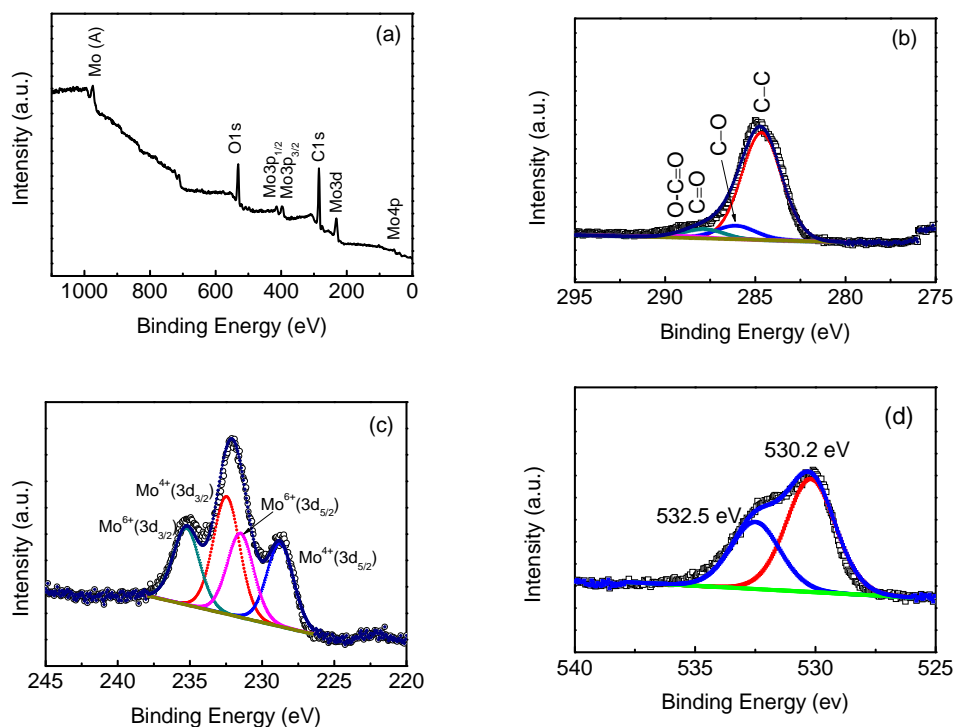 (a)
Mo (A)
O1s
Mo3p1/2
Mo3p3/2
C1s
Mo3d
Mo4p
Intensity (a.u.)
1000 800 600 400 200 0
Binding Energy (eV)
(b)
C–C
C–O
C=O
O-C=O
Intensity (a.u.)
295 290 285 280 275
Binding Energy (eV)
(c)
Mo4+(3d3/2)
Mo6+(3d3/2)
Mo6+(3d5/2)
Mo4+(3d5/2)
Intensity (a.u.)
245 240 235 230 225 220
Binding Energy (eV)
(d)
530.2 eV
532.5 eV
Intensity (a.u.)
540 535 530 525
Binding Energy (ev)